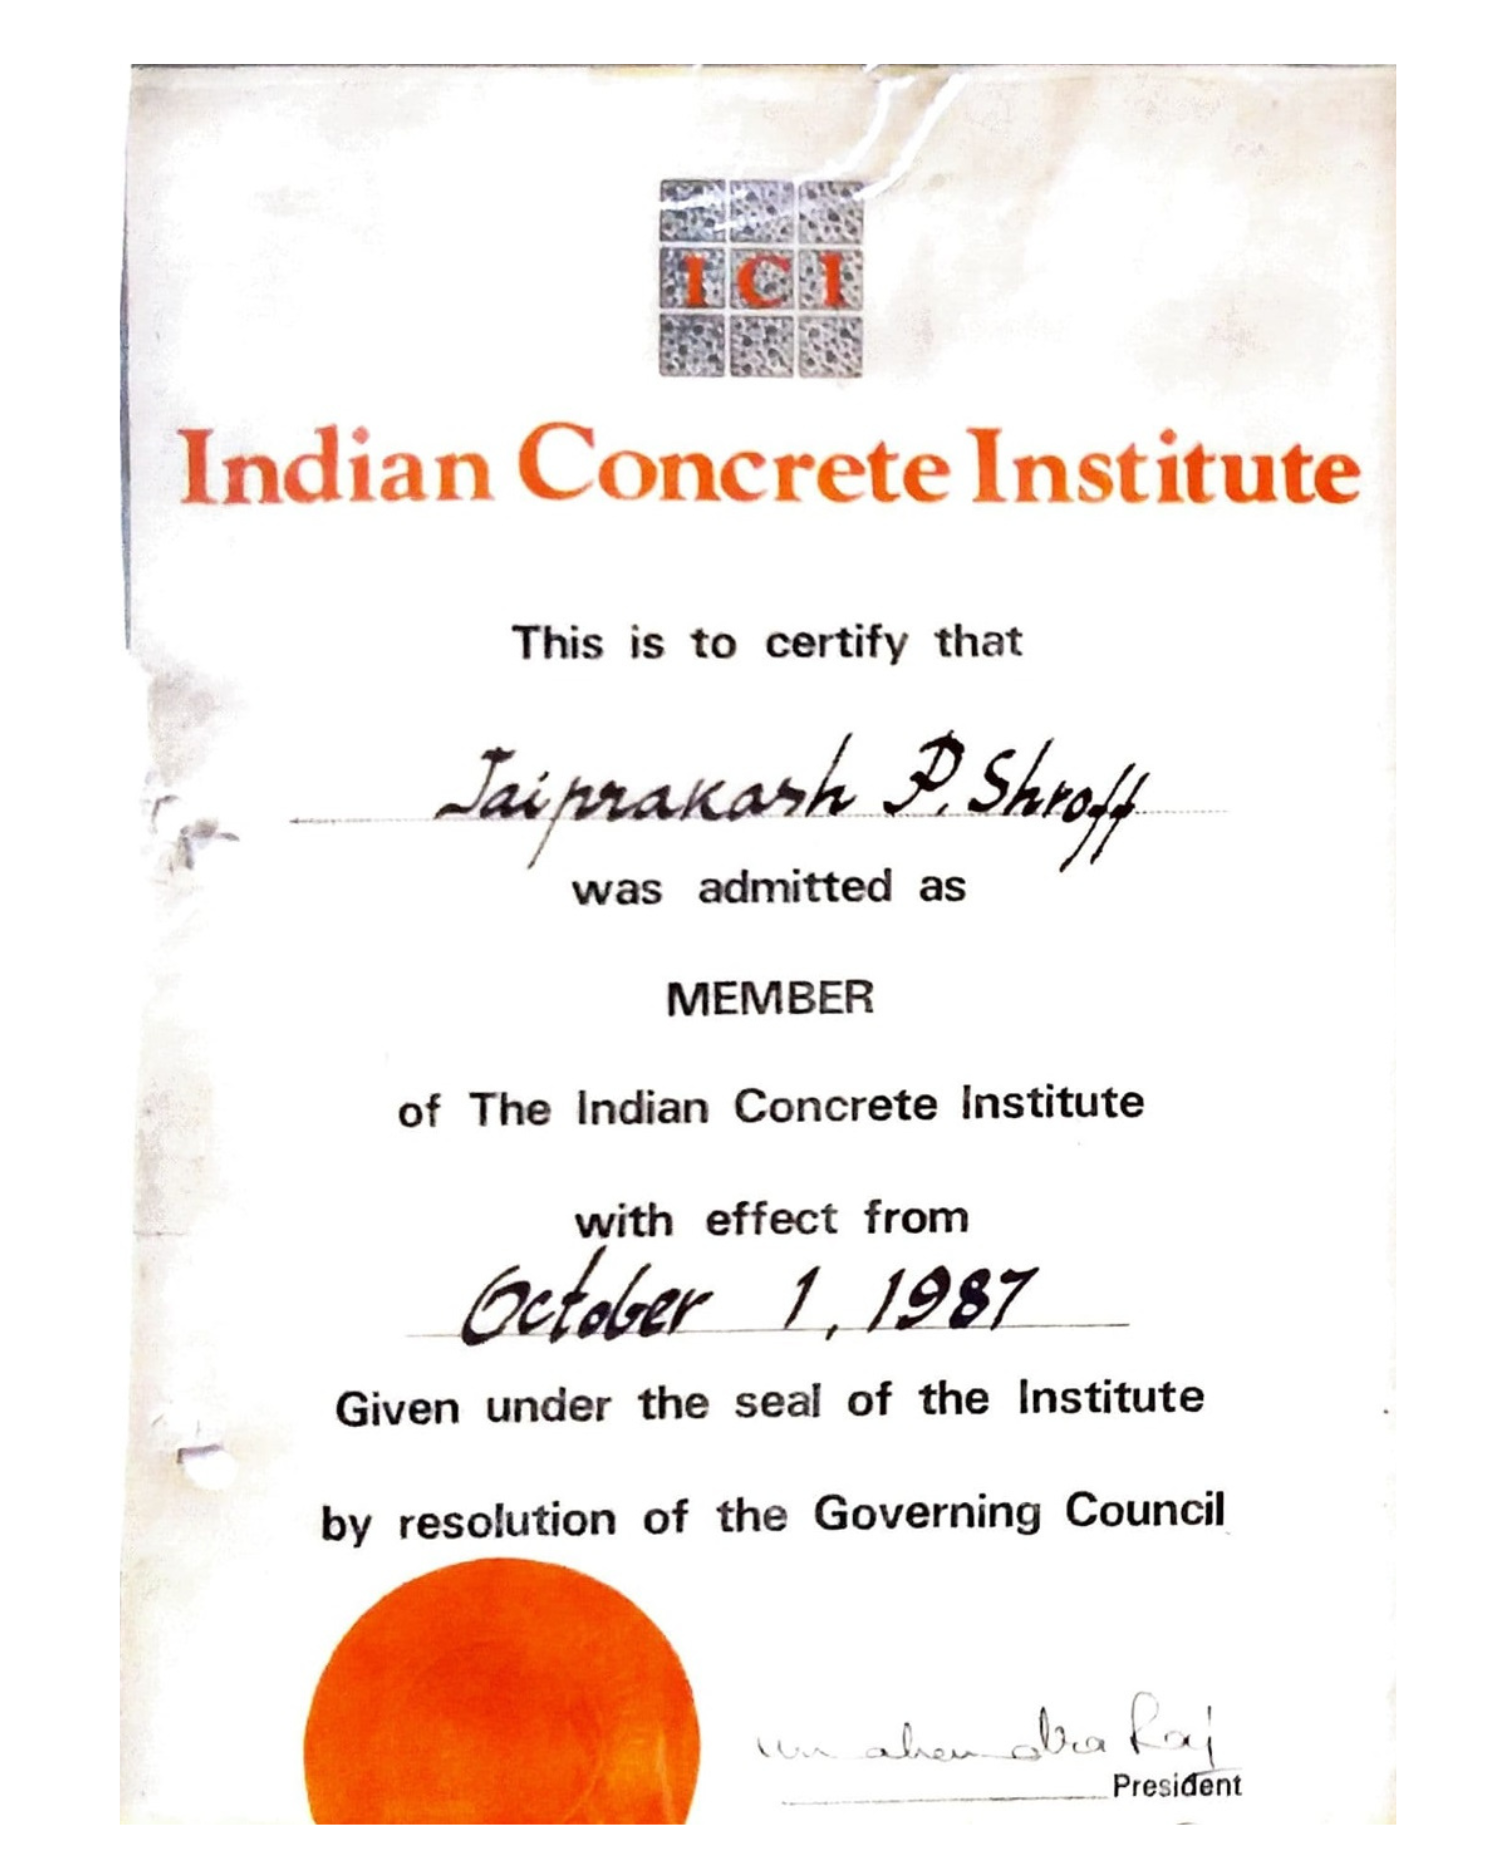 ICI
Indian Concrete Institute
This is to certify that
Jaiprakash P. Shroff
was admitted as
MEMBER
of The Indian Concrete Institute
with effect from
October 1, 1987
Given under the seal of the Institute
by resolution of the Governing Council
Mahendra Raj
President